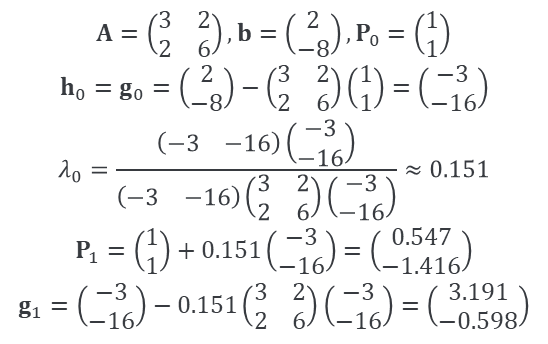 A = (3 2
2 6), b = (2
−8), P₀ = (1
1)
h₀ = g₀ = (2
−8) − (3 2
2 6)(1
1) = (−3
−16)
λ₀ = (−3 −16)(−3
−16) / (−3 −16)(3 2
2 6)(−3
−16) ≈ 0.151
P₁ = (1
1) + 0.151(−3
−16) = (0.547
−1.416)
g₁ = (−3
−16) − 0.151(3 2
2 6)(−3
−16) = (3.191
−0.598)